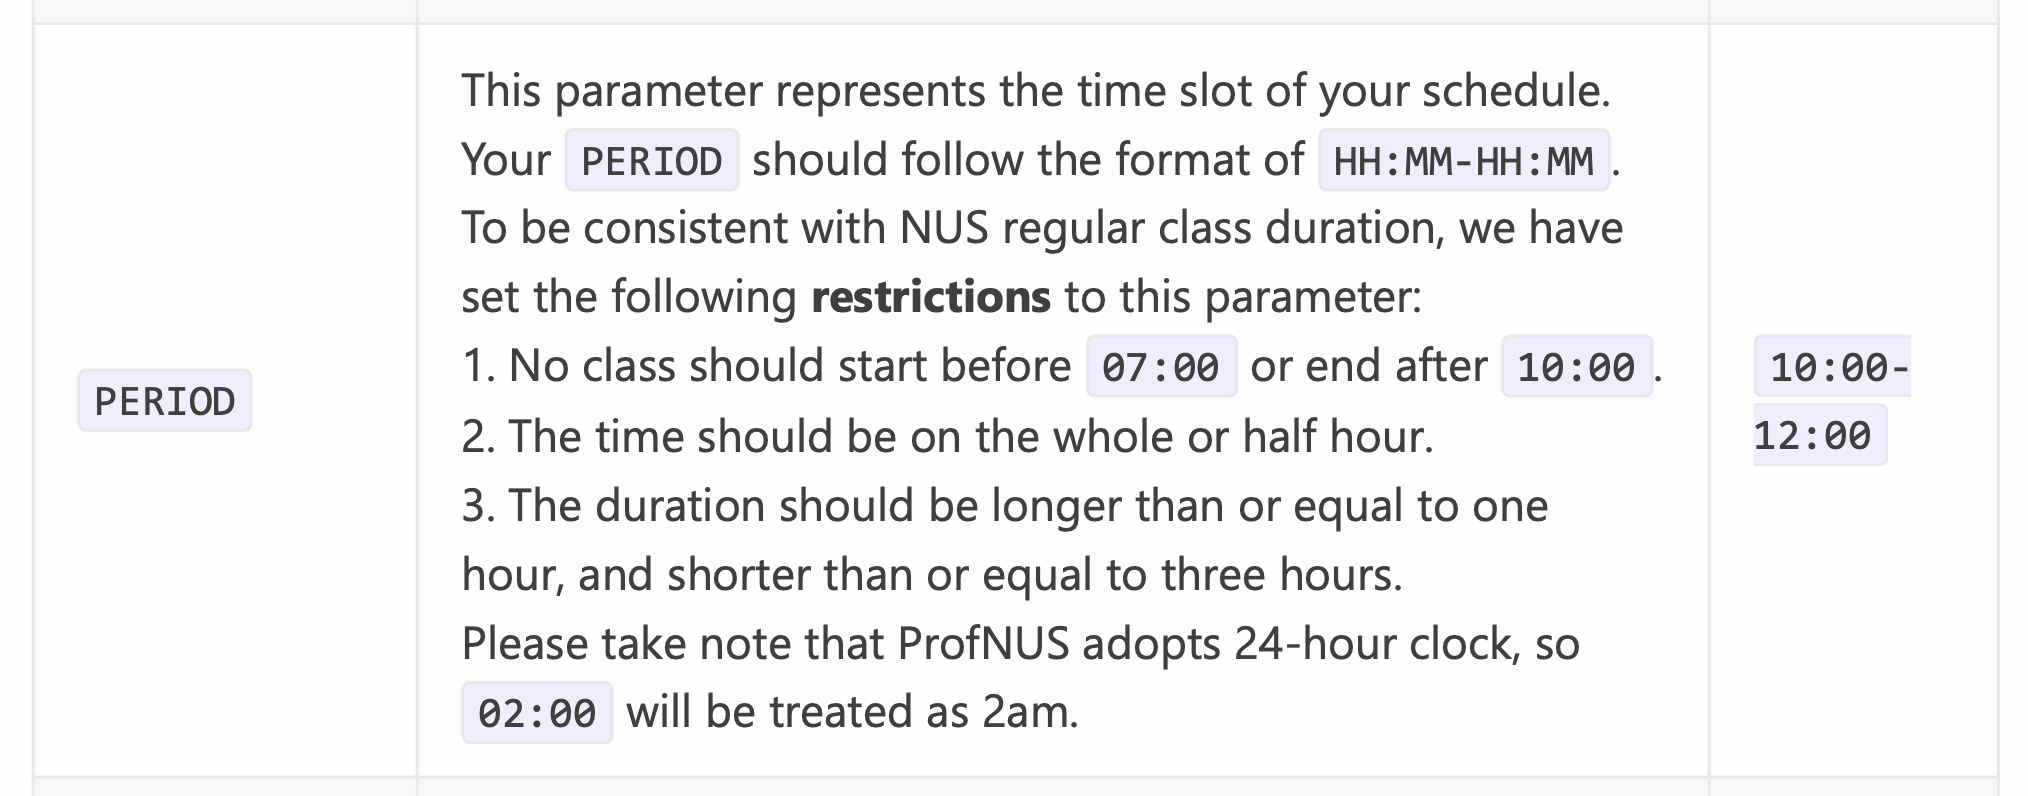 PERIOD
This parameter represents the time slot of your schedule.
Your PERIOD should follow the format of HH:MM-HH:MM.
To be consistent with NUS regular class duration, we have
set the following restrictions to this parameter:
1. No class should start before 07:00 or end after 10:00.
2. The time should be on the whole or half hour.
3. The duration should be longer than or equal to one
hour, and shorter than or equal to three hours.
Please take note that ProfNUS adopts 24-hour clock, so
02:00 will be treated as 2am.
10:00-
12:00